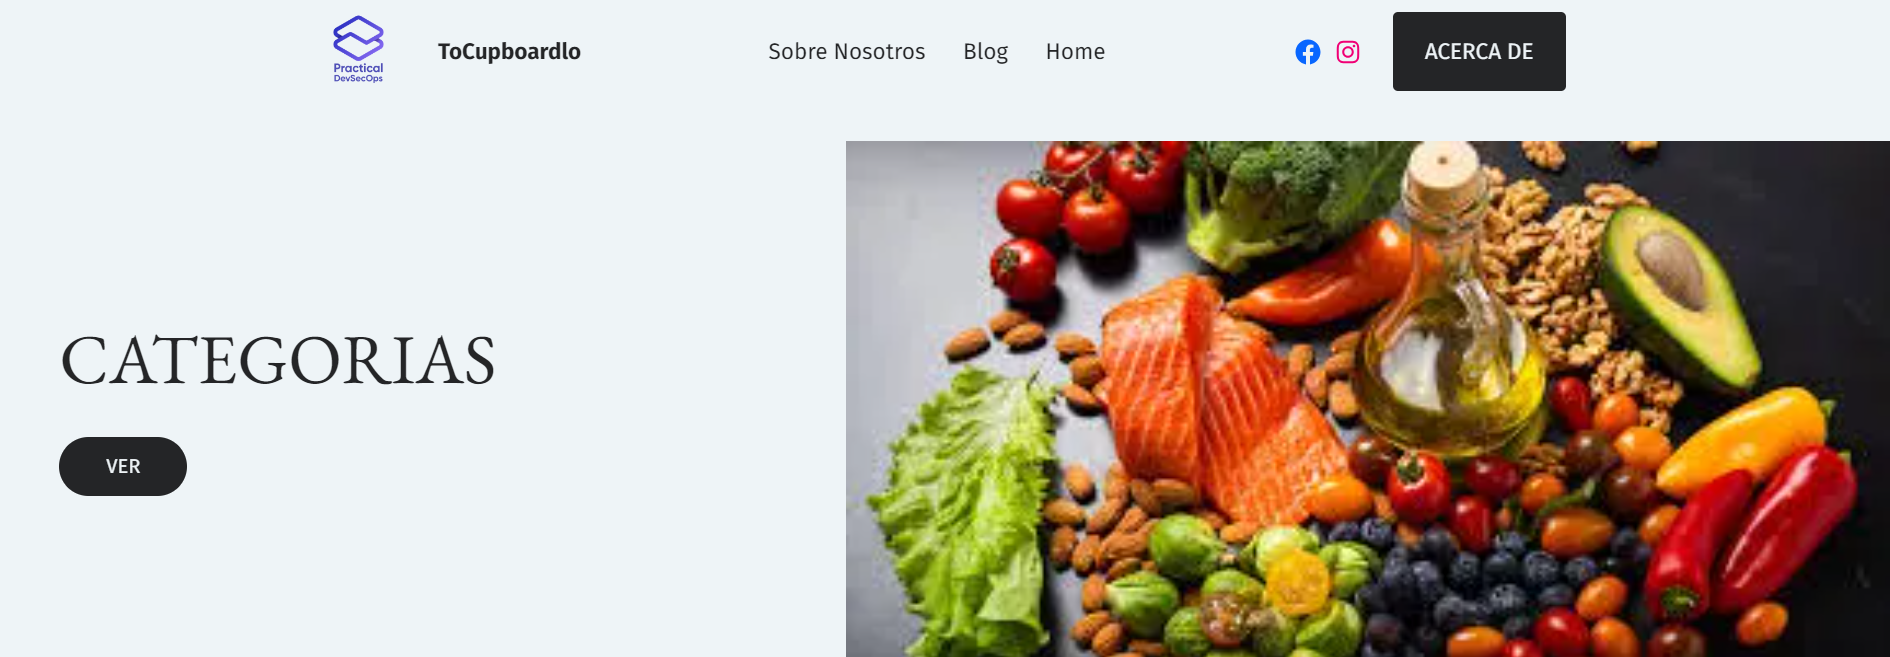 Practical
DevSecOps
ToCupboardlo
Sobre Nosotros
Blog
Home
ACERCA DE
CATEGORIAS
VER